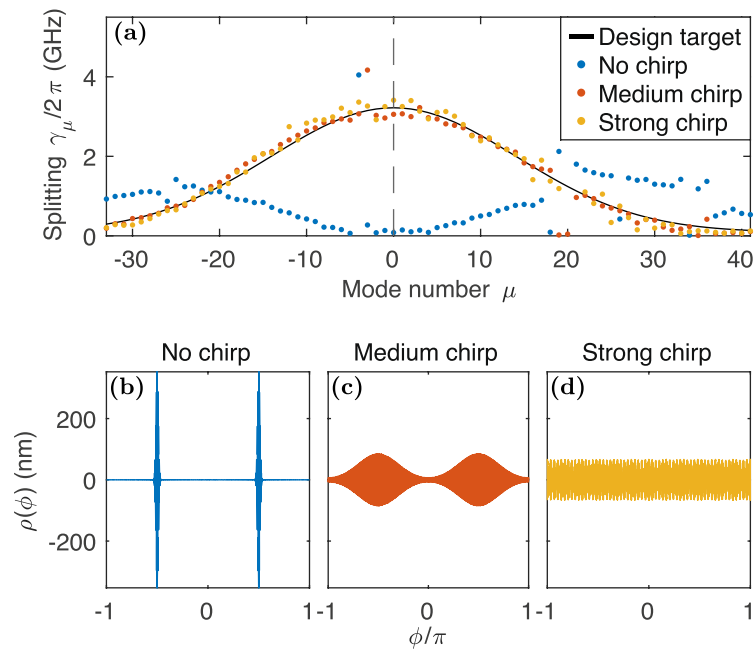 (a)
Design target
No chirp
Medium chirp
Strong chirp
Splitting γμ/2π (GHz)
4
2
0
-30 -20 -10 0 10 20 30 40
Mode number μ
No chirp Medium chirp Strong chirp
(b) (c) (d)
ρ(ϕ) (nm)
200
0
-200
-1 0 1 -1 0 1 -1 0 1
ϕ/π